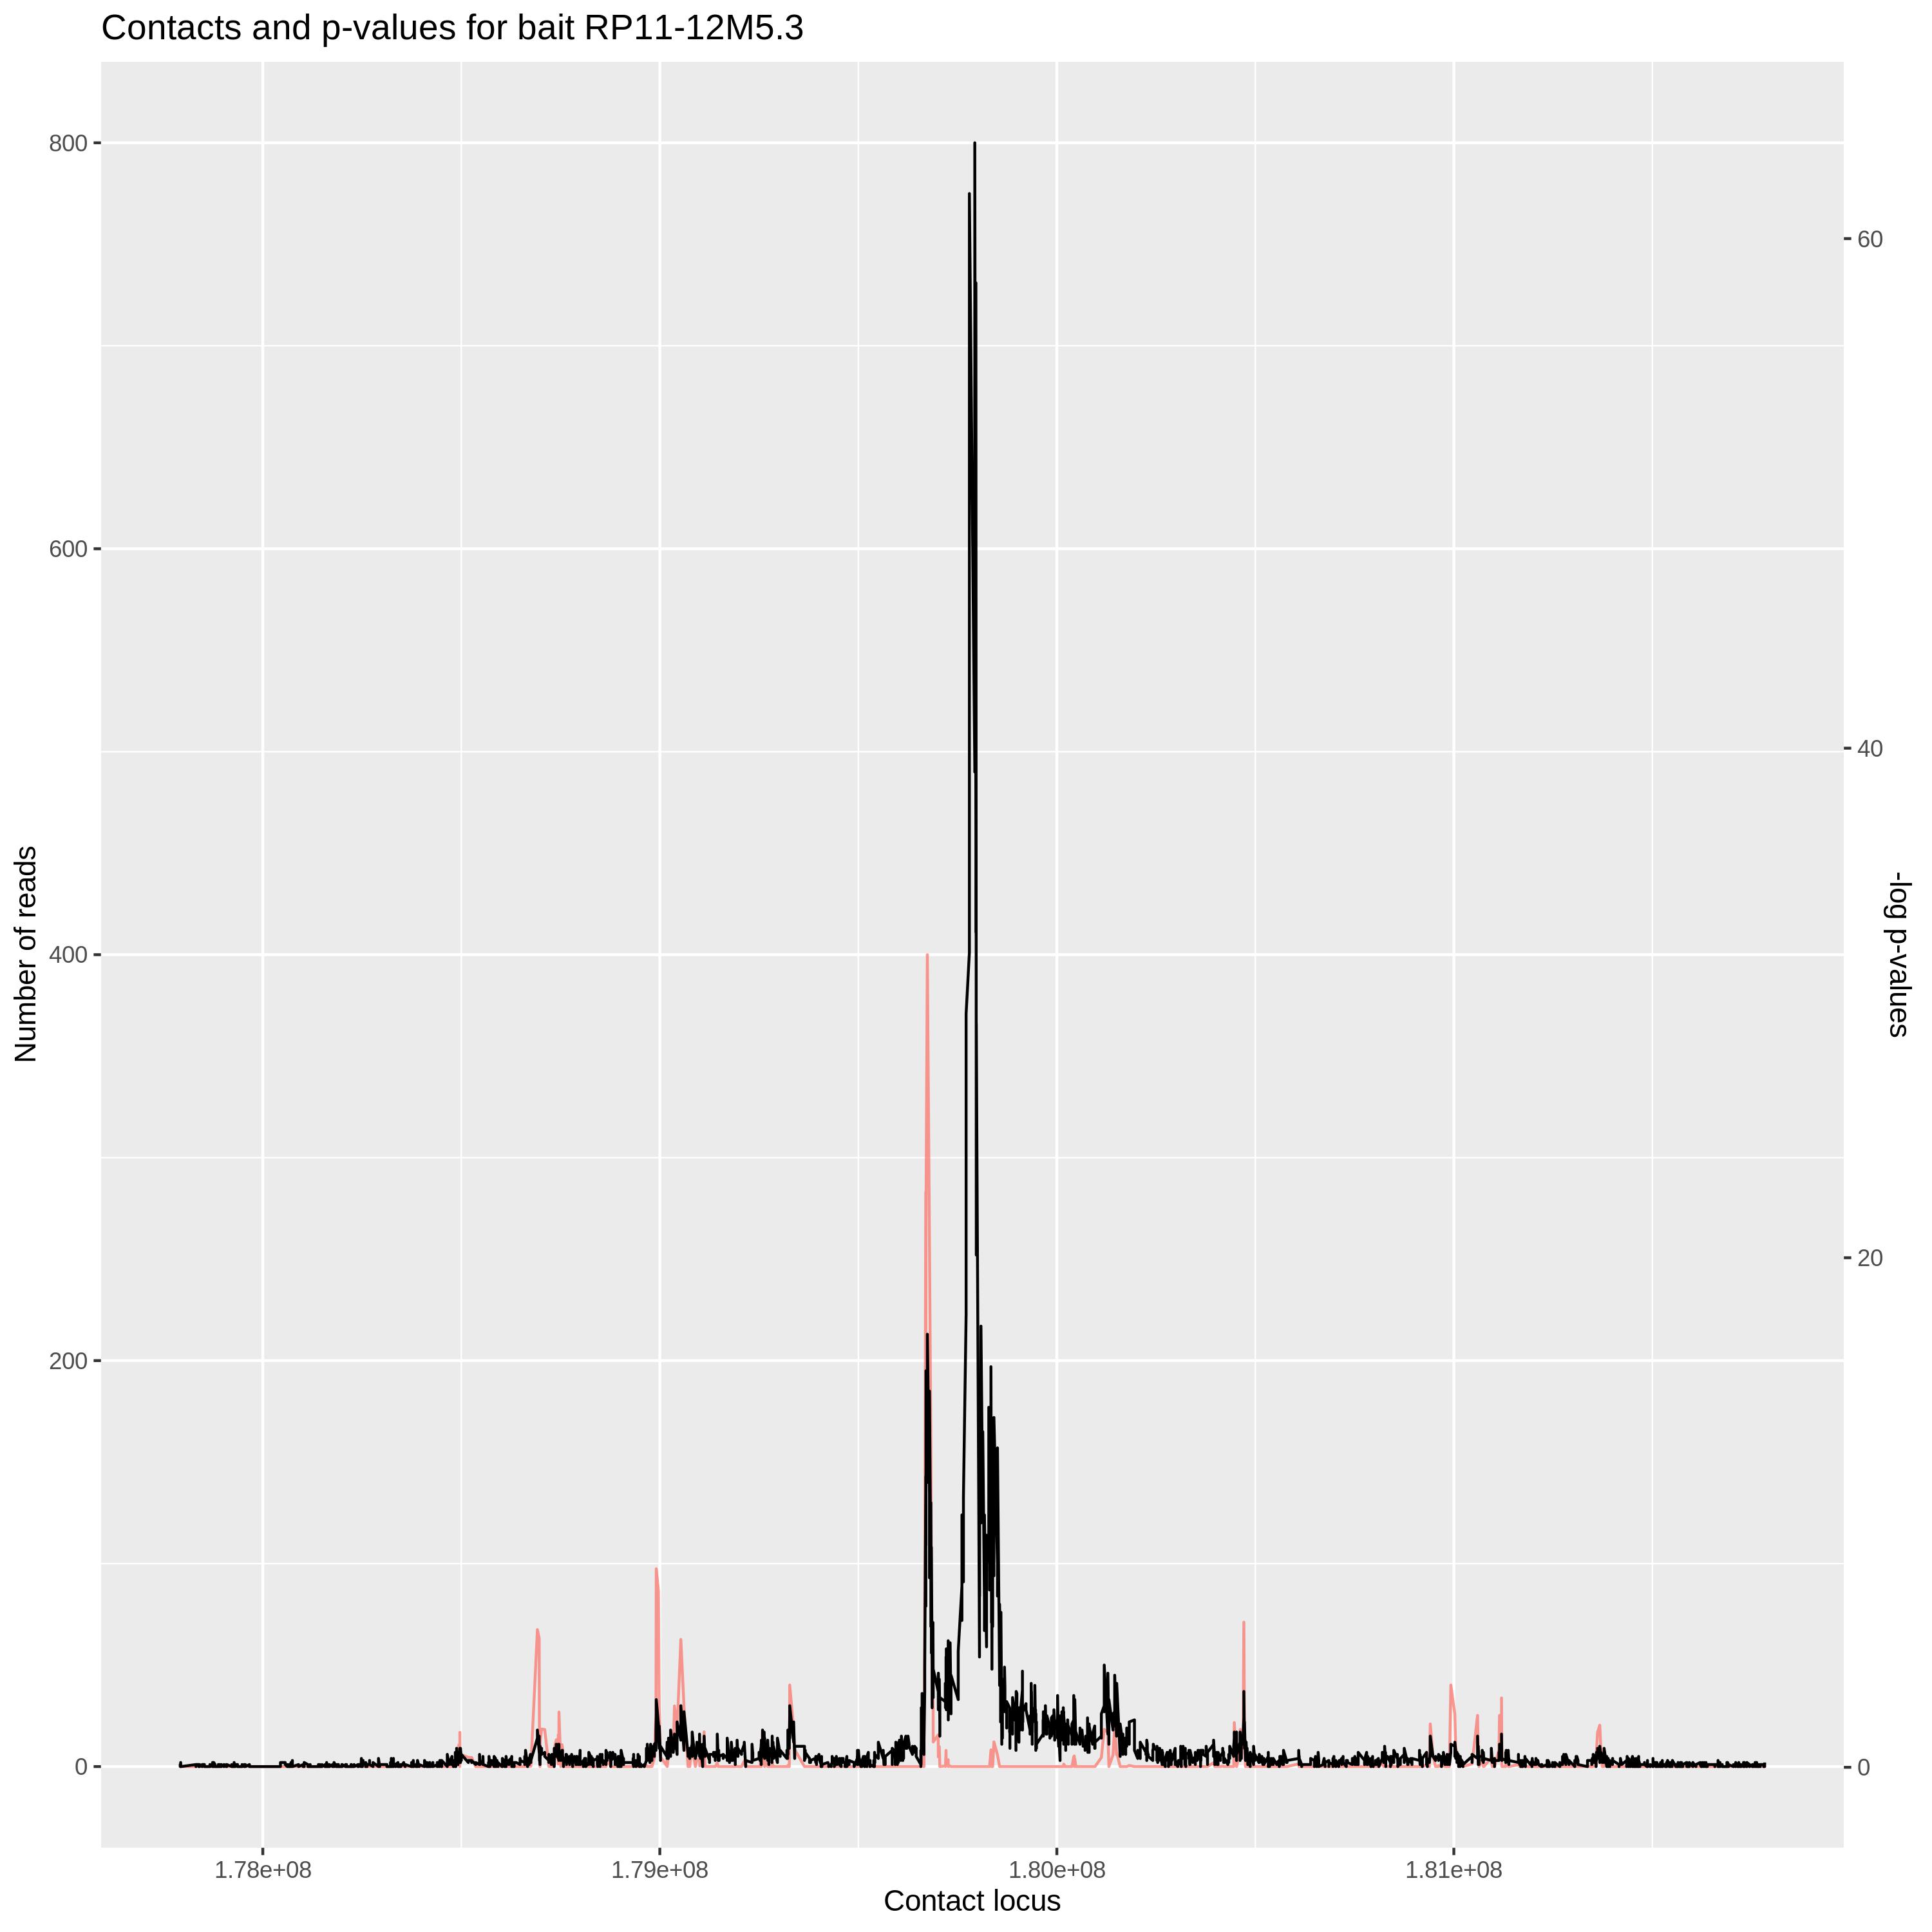 Contacts and p-values for bait RP11-12M5.3
800
600
400
200
0
Number of reads
60
40
20
0
-log p-values
1.78e+08
1.79e+08
1.80e+08
1.81e+08
Contact locus